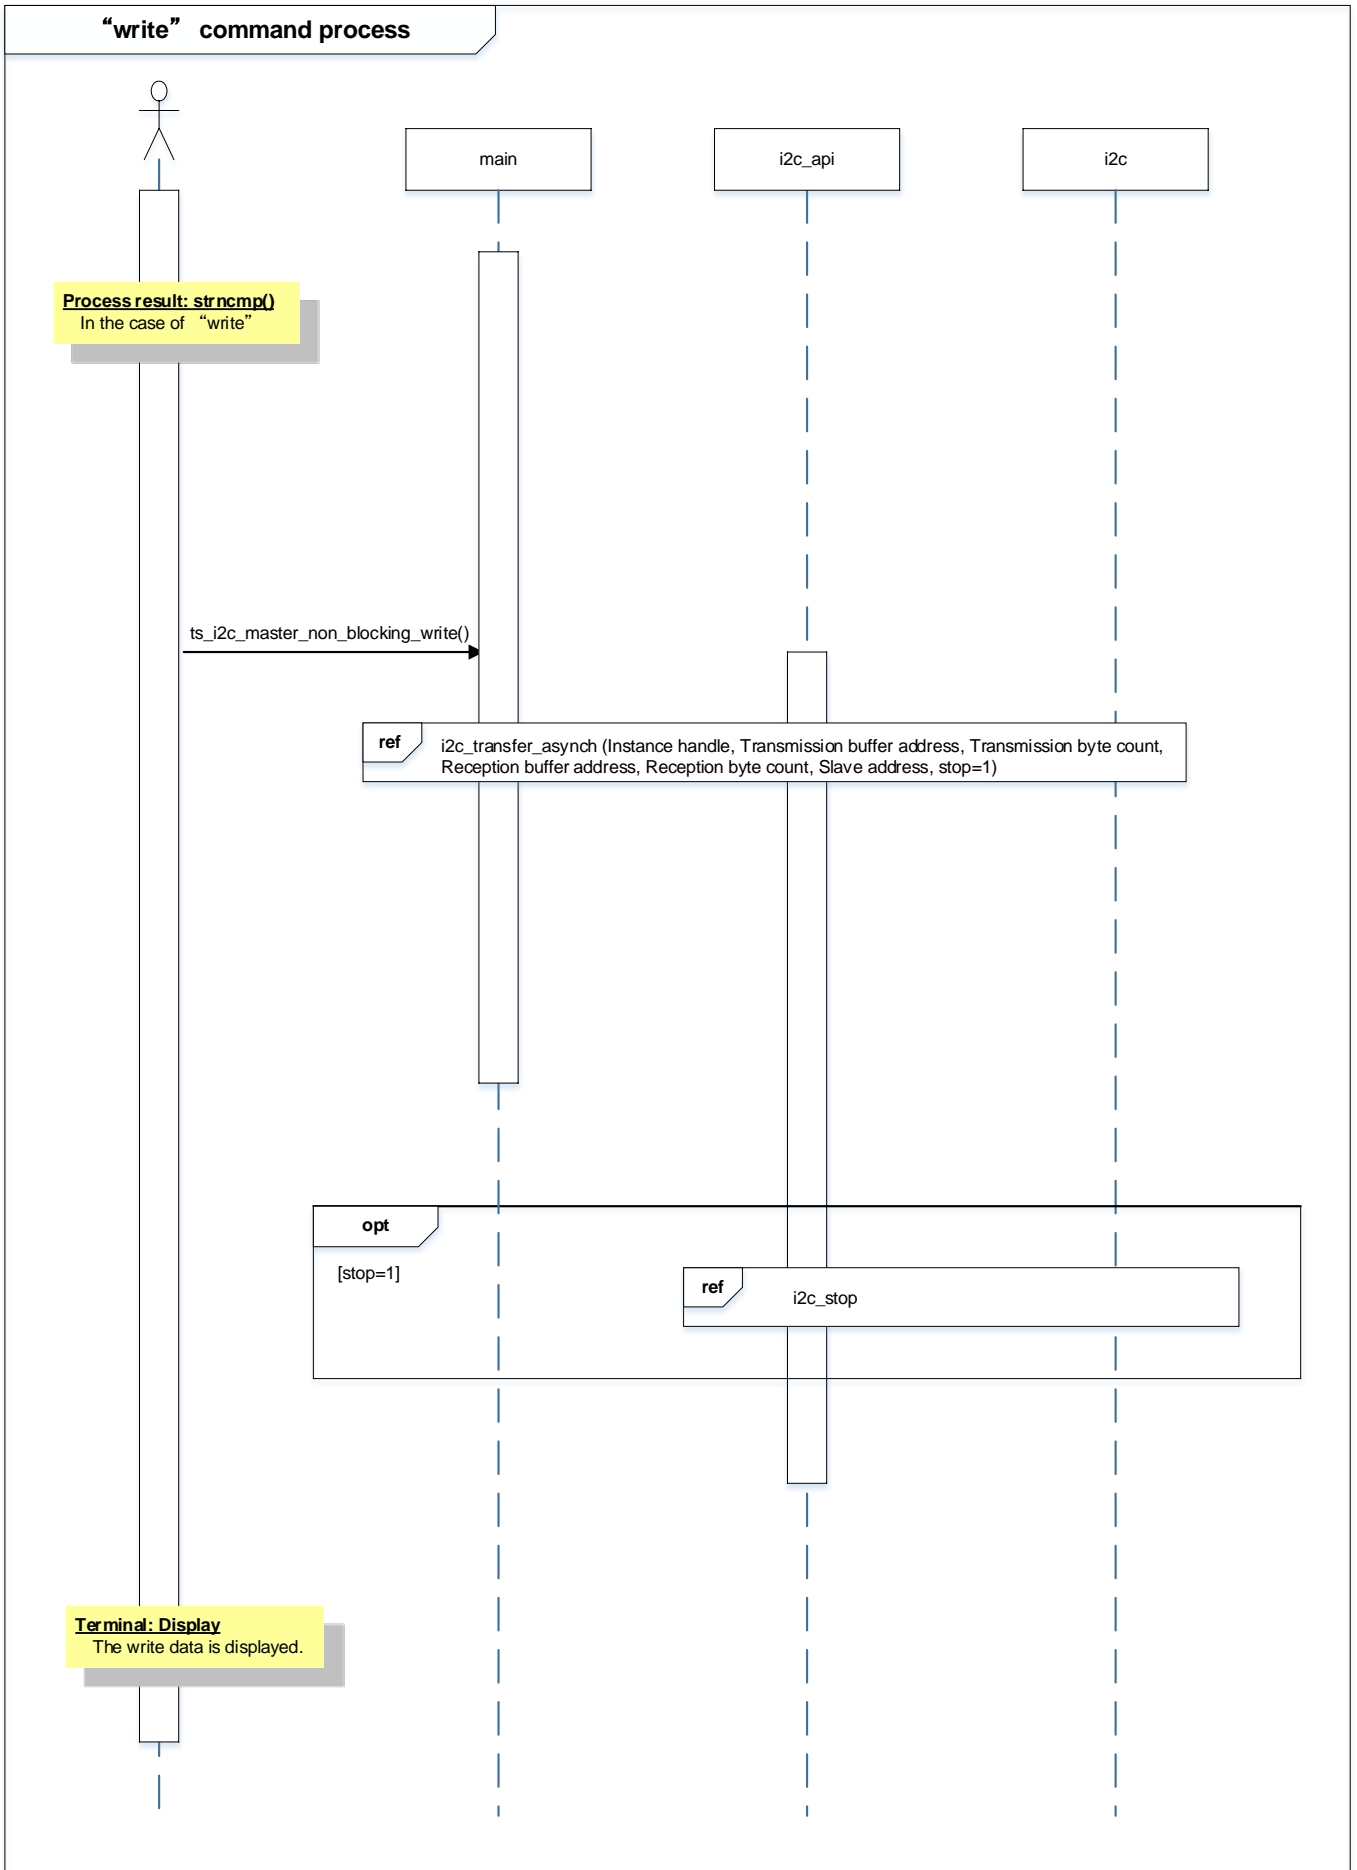 “write” command process
main
i2c_api
i2c
Process result: strncmp()
In the case of “write”
ts_i2c_master_non_blocking_write()
ref
i2c_transfer_asynch (Instance handle, Transmission buffer address, Transmission byte count,
Reception buffer address, Reception byte count, Slave address, stop=1)
opt
[stop=1]
ref
i2c_stop
Terminal: Display
The write data is displayed.